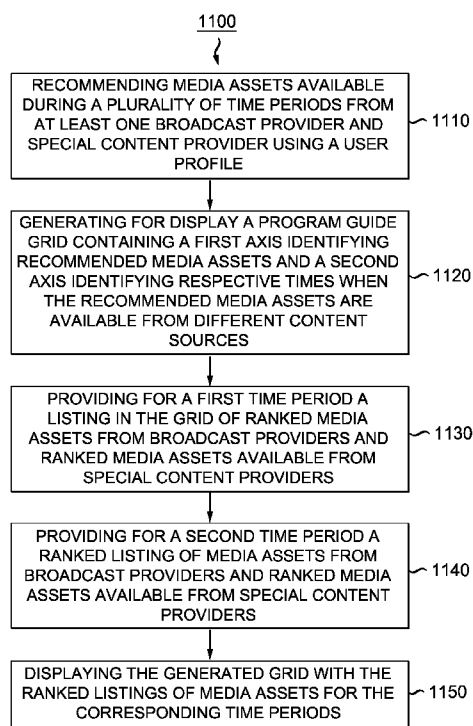 1100
RECOMMENDING MEDIA ASSETS AVAILABLE
DURING A PLURALITY OF TIME PERIODS FROM
AT LEAST ONE BROADCAST PROVIDER AND
SPECIAL CONTENT PROVIDER USING A USER
PROFILE
1110
GENERATING FOR DISPLAY A PROGRAM GUIDE
GRID CONTAINING A FIRST AXIS IDENTIFYING
RECOMMENDED MEDIA ASSETS AND A SECOND
AXIS IDENTIFYING RESPECTIVE TIMES WHEN
THE RECOMMENDED MEDIA ASSETS ARE
AVAILABLE FROM DIFFERENT CONTENT
SOURCES
1120
PROVIDING FOR A FIRST TIME PERIOD A
LISTING IN THE GRID OF RANKED MEDIA
ASSETS FROM BROADCAST PROVIDERS AND
RANKED MEDIA ASSETS AVAILABLE FROM
SPECIAL CONTENT PROVIDERS
1130
PROVIDING FOR A SECOND TIME PERIOD A
RANKED LISTING OF MEDIA ASSETS FROM
BROADCAST PROVIDERS AND RANKED MEDIA
ASSETS AVAILABLE FROM SPECIAL CONTENT
PROVIDERS
1140
DISPLAYING THE GENERATED GRID WITH THE
RANKED LISTINGS OF MEDIA ASSETS FOR THE
CORRESPONDING TIME PERIODS
1150